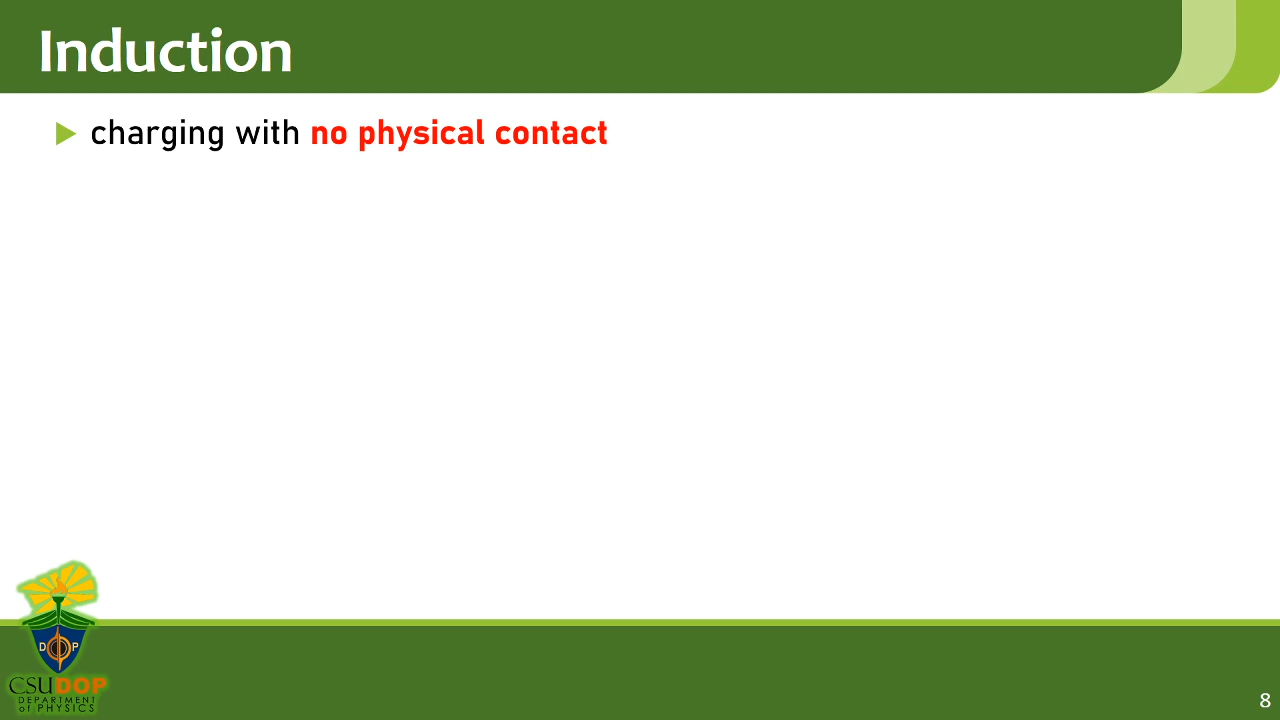 Induction
charging with no physical contact
D P
CSUDOP
DEPARTMENT
of PHYSICS
8